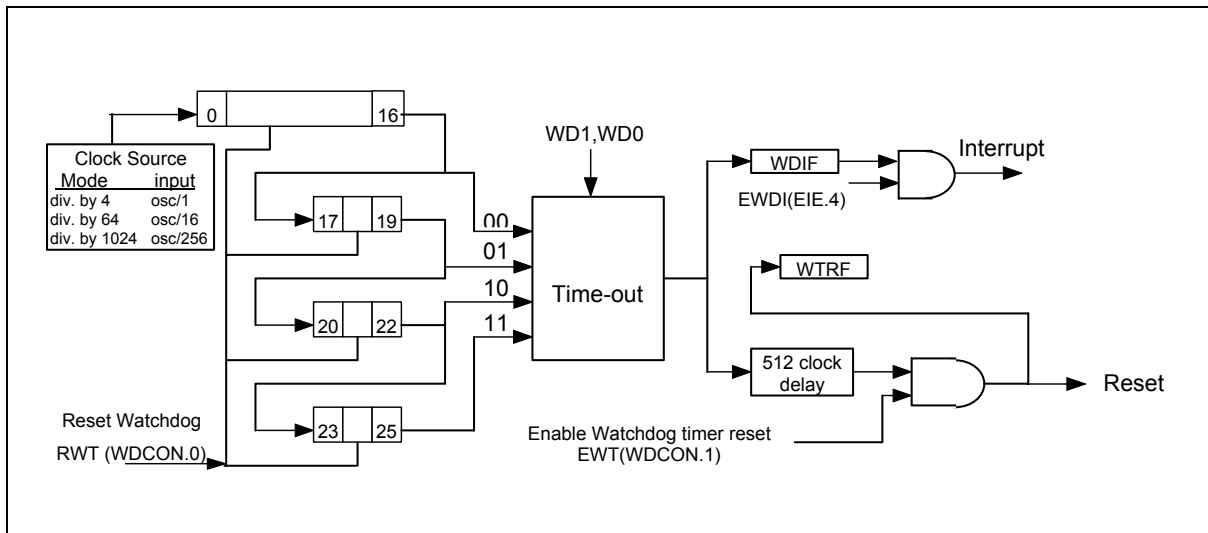 0 16
Clock Source
Mode input
div. by 4 osc/1
div. by 64 osc/16
div. by 1024 osc/256
17 19
20 22
23 25
Reset Watchdog
RWT (WDCON.0)
WD1,WD0
00
01
10
11
Time-out
WDIF
EWDI(EIE.4)
Interrupt
WTRF
512 clock
delay
Reset
Enable Watchdog timer reset
EWT(WDCON.1)